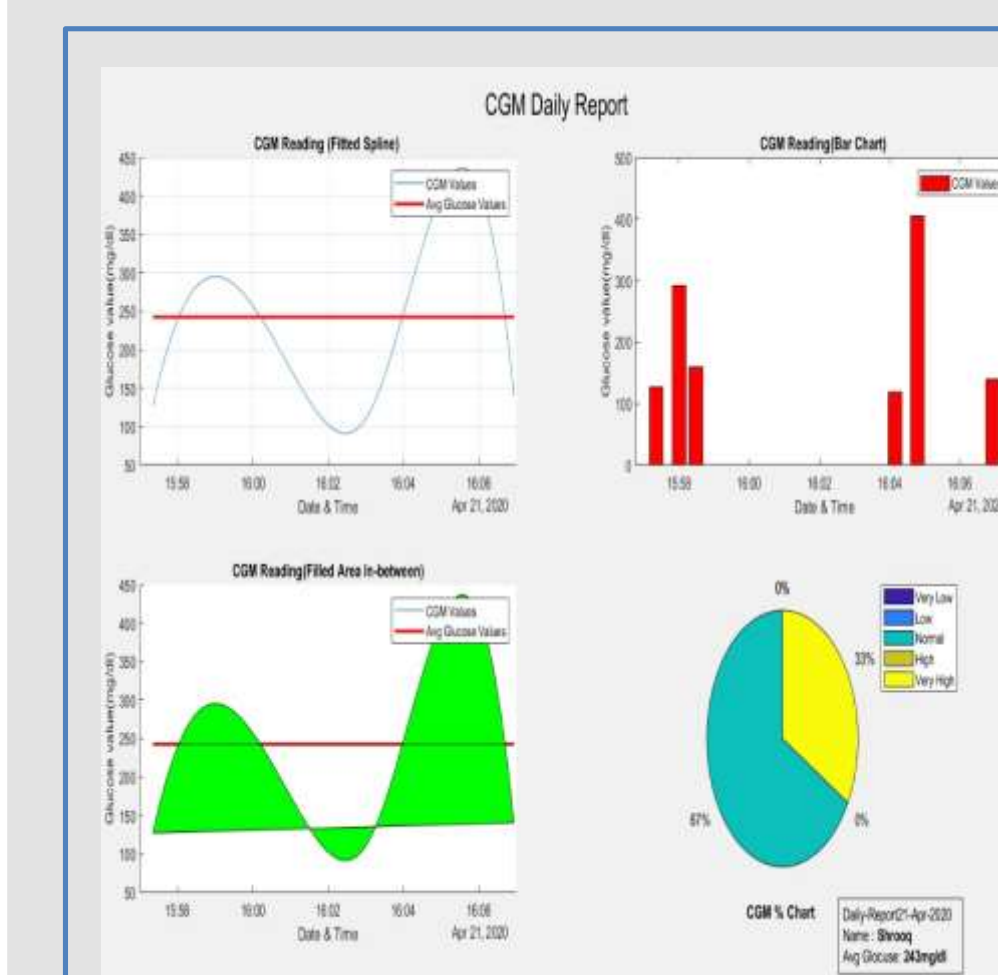 CGM Daily Report
CGM Reading (Fitted Spline)
450
400
350
300
250
200
150
100
50
Glucose value(mg/dl)
CGM Values
Avg Glucose Values
15:58 16:00 16:02 16:04 16:06
Date & Time
Apr 21, 2020
CGM Reading(Bar Chart)
500
400
300
200
100
0
Glucose value(mg/dl)
CGM Values
15:58 16:00 16:02 16:04 16:06
Date & Time
Apr 21, 202
CGM Reading(Filled Area in-between)
450
400
350
300
250
200
150
100
50
Glucose value(mg/dl)
CGM Values
Avg Glucose Values
15:58 16:00 16:02 16:04 16:06
Date & Time
Apr 21, 2020
0%
33%
0%
67%
Very Low
Low
Normal
High
Very High
CGM % Chart
Daily-Report21-Apr-2020
Name : Shrooq
Avg Glocuse: 243mg/dl